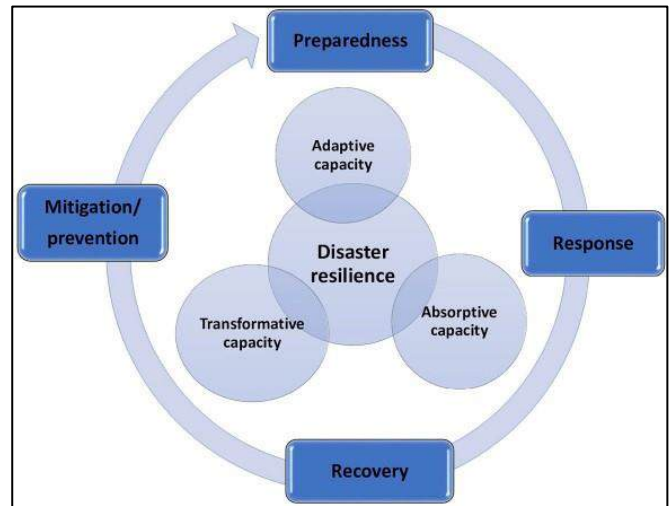 Preparedness
Adaptive
capacity
Mitigation/
prevention
Disaster
resilience
Response
Transformative
capacity
Absorptive
capacity
Recovery